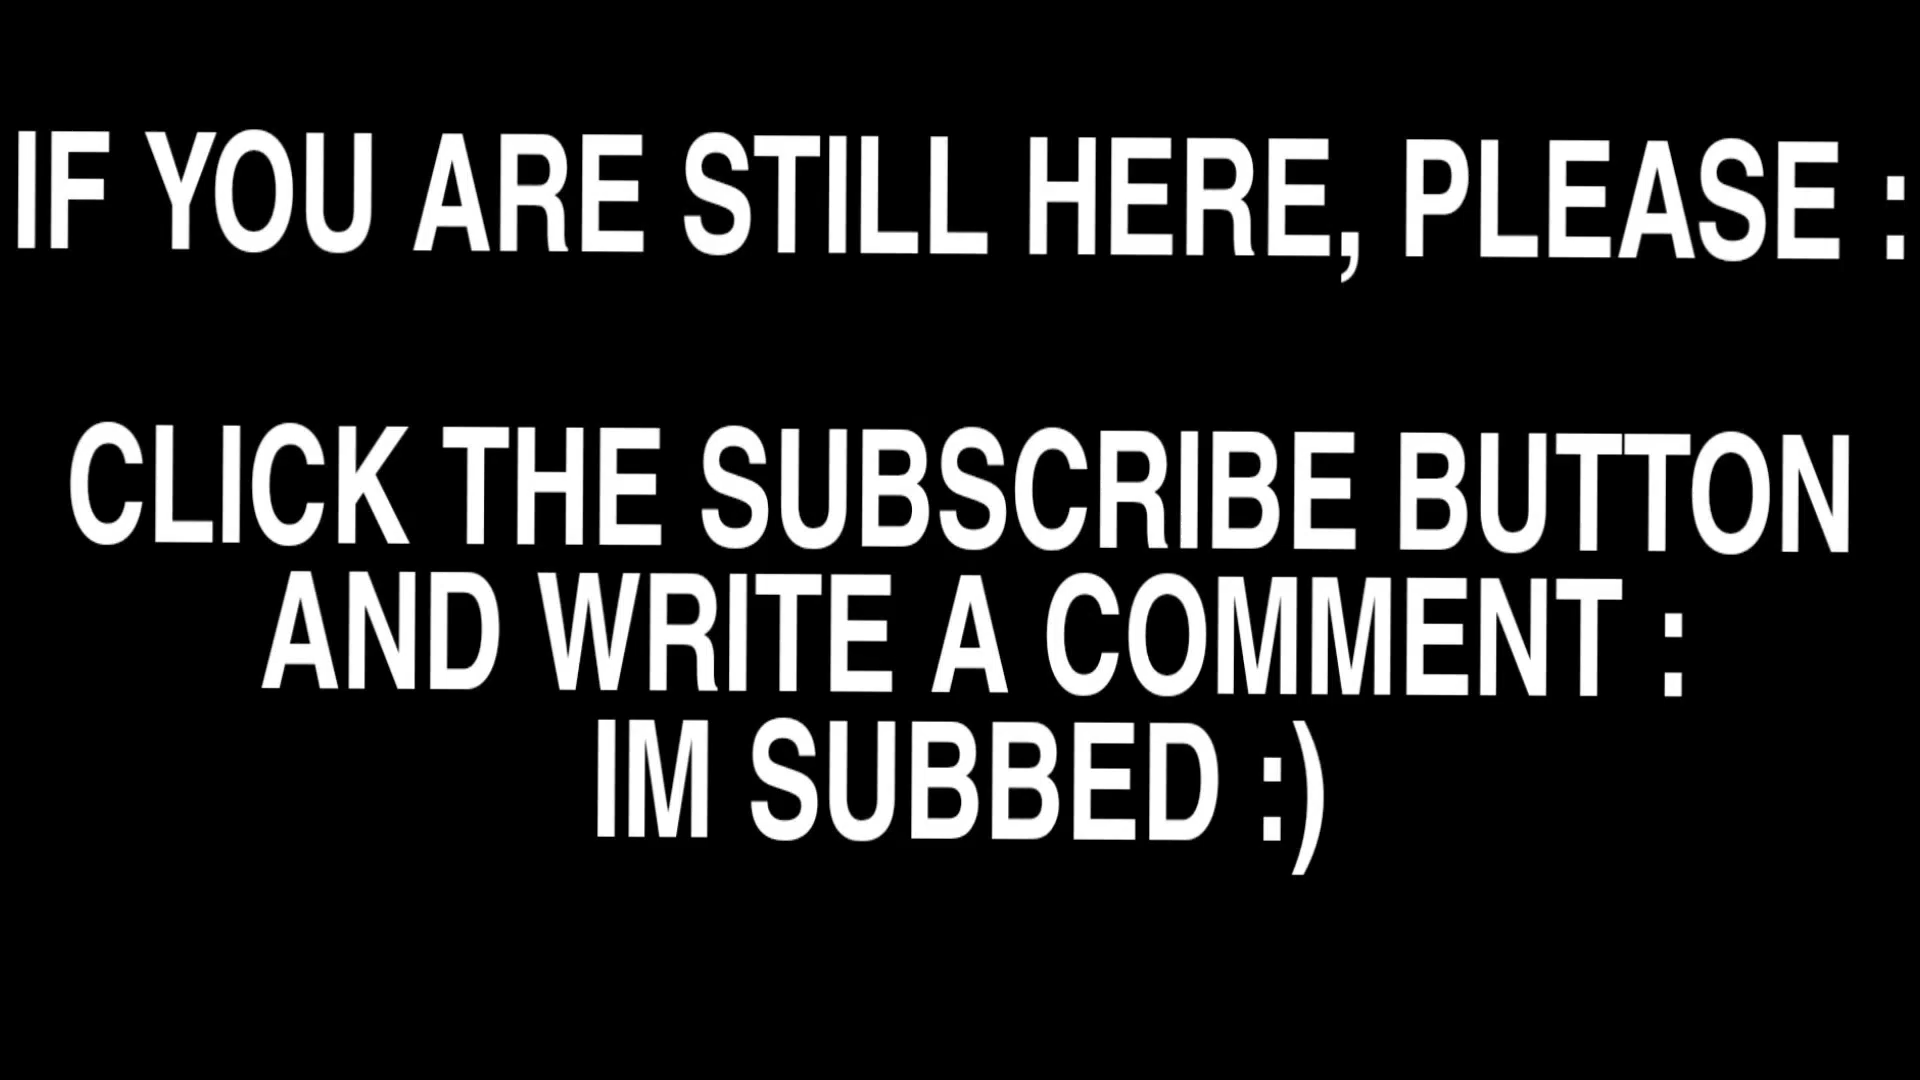 IF YOU ARE STILL HERE, PLEASE :
CLICK THE SUBSCRIBE BUTTON
AND WRITE A COMMENT :
IM SUBBED :)